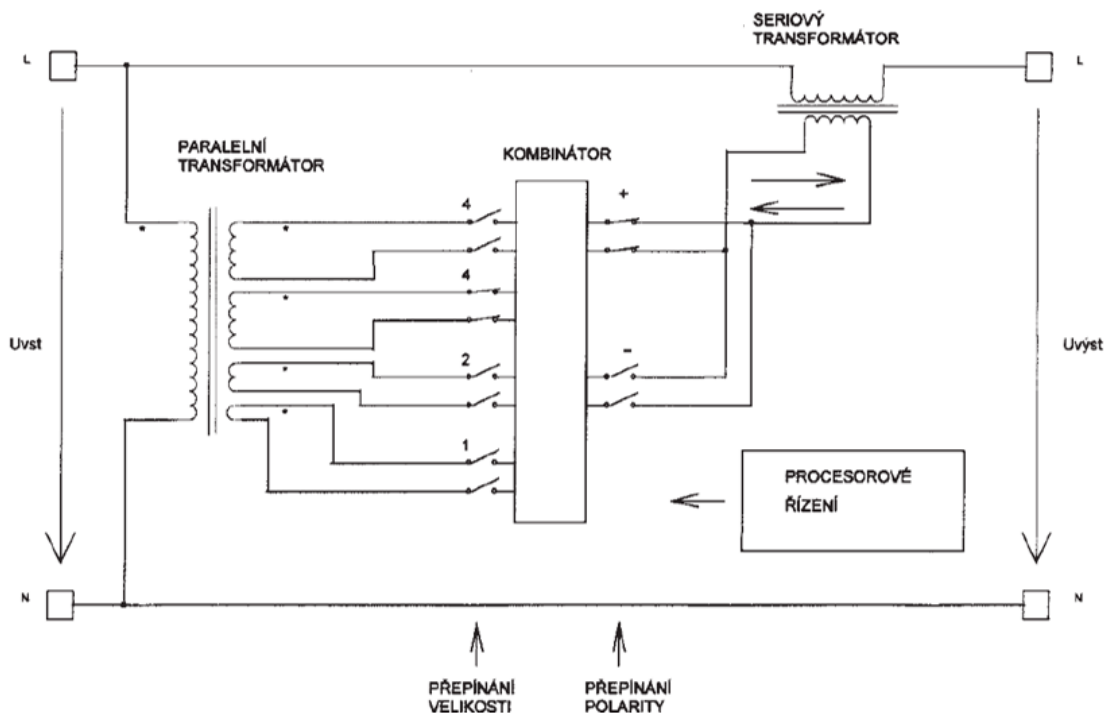 SERIOVÝ
TRANSFORMÁTOR
L
L
PARALELNÍ
TRANSFORMÁTOR
KOMBINÁTOR
4
+
*
*
4
*
Uvst
2
-
Uvýst
*
*
1
PROCESOROVÉ
ŘÍZENÍ
N
N
PŘEPÍNÁNÍ
VELIKOSTI
PŘEPÍNÁNÍ
POLARITY